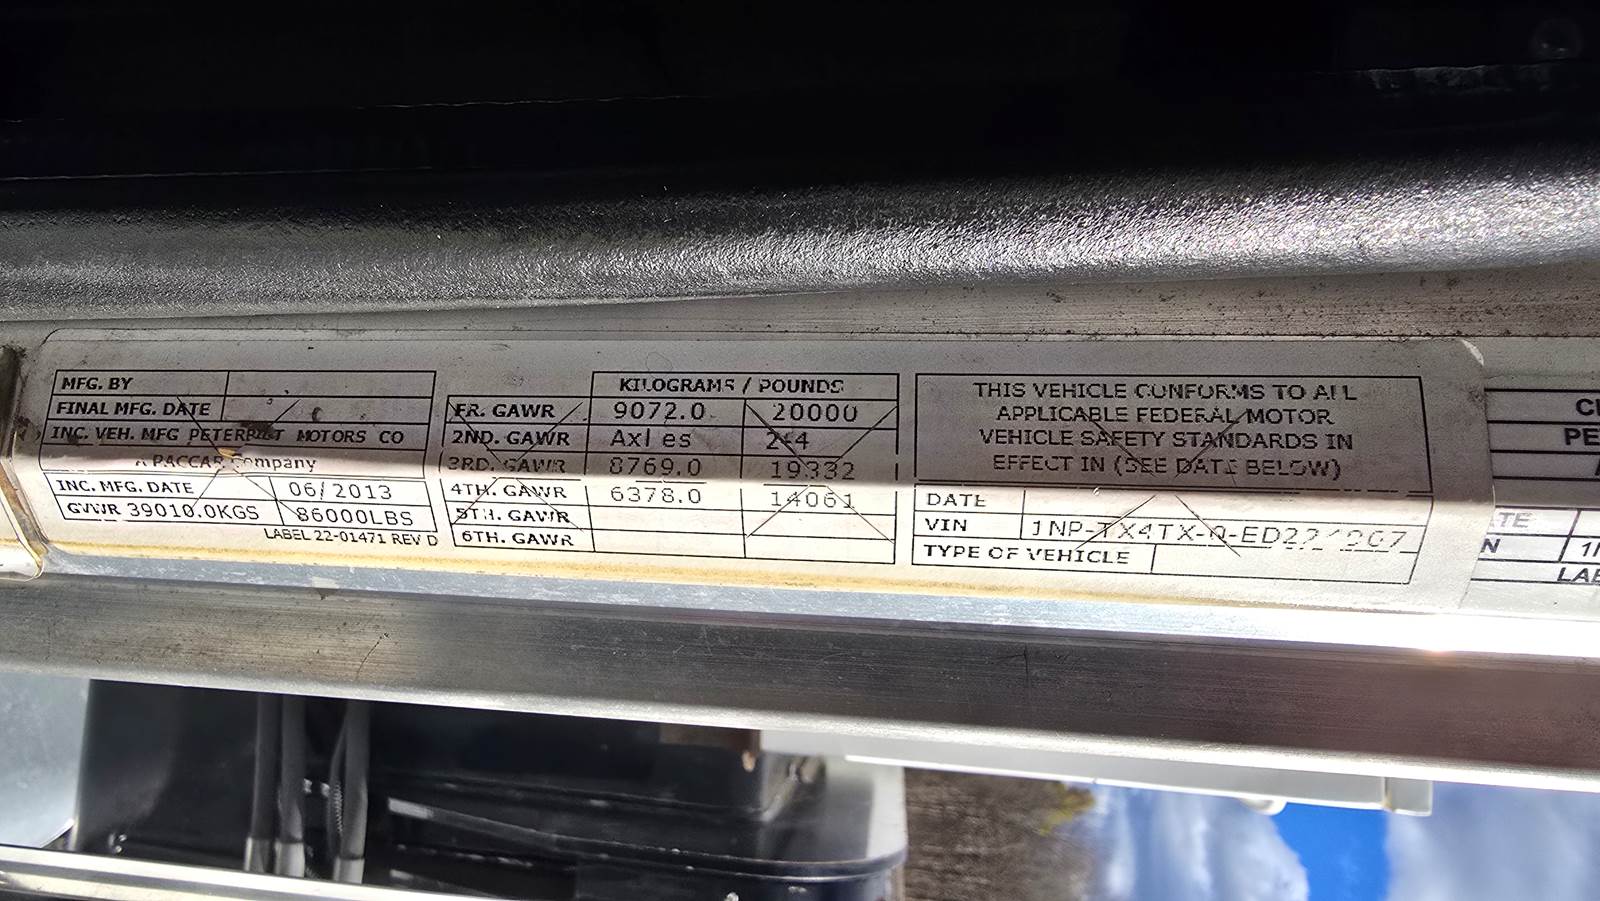 MFG. BY
FINAL MFG. DATE
INC. VEH. MFG PETERBILT MOTORS CO
A PACCAR Company
INC. MFG. DATE 06/2013
GVWR 39010.0KGS 86000LBS
LABEL 22-01471 REV D
KILOGRAMS / POUNDS
FR. GAWR 9072.0 20000
2ND. GAWR Axles 2-4
3RD. GAWR 8769.0 19332
4TH. GAWR 6378.0 14061
5TH. GAWR
6TH. GAWR
THIS VEHICLE CONFORMS TO ALL
APPLICABLE FEDERAL MOTOR
VEHICLE SAFETY STANDARDS IN
EFFECT IN (SEE DATE BELOW)
DATE
VIN
TYPE OF VEHICLE